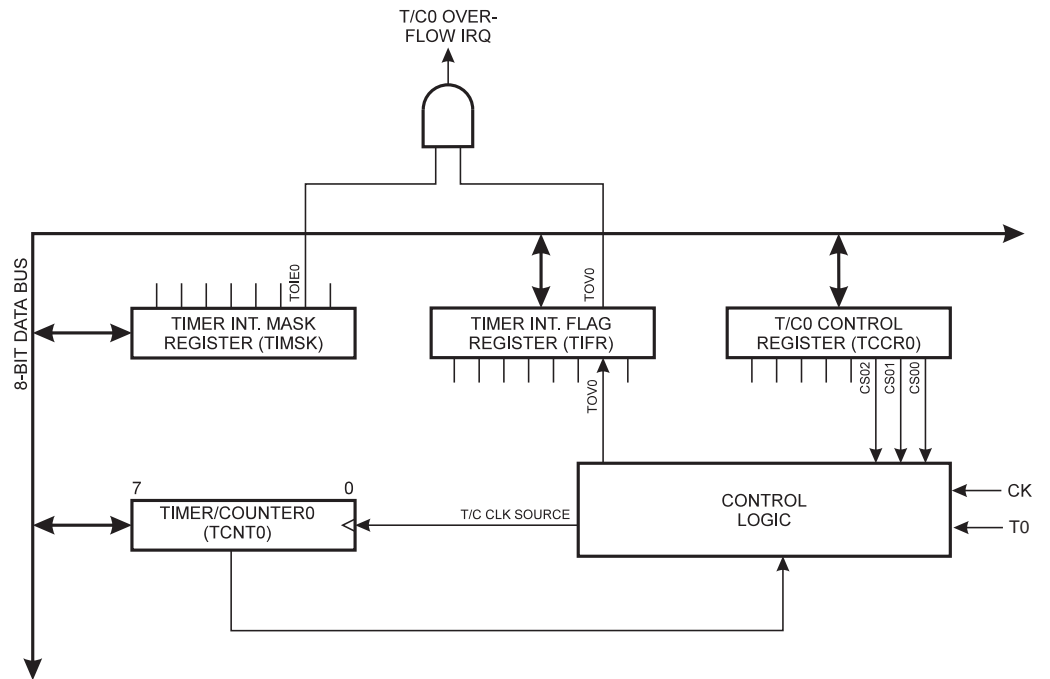 T/C0 OVER-
FLOW IRQ
8-BIT DATA BUS
TOIE0
TOV0
TIMER INT. MASK
REGISTER (TIMSK)
TIMER INT. FLAG
REGISTER (TIFR)
T/C0 CONTROL
REGISTER (TCCR0)
TOV0
CS02
CS01
CS00
7
0
TIMER/COUNTER0
(TCNT0)
T/C CLK SOURCE
CONTROL
LOGIC
CK
T0